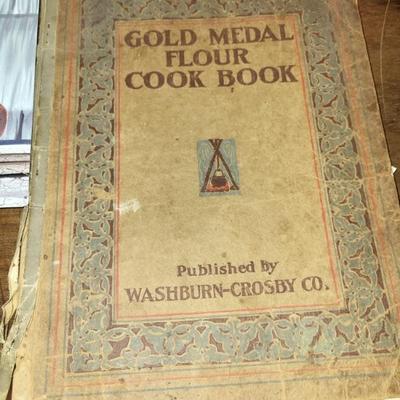 GOLD MEDAL
FLOUR
COOK BOOK
Published by
WASHBURN-CROSBY CO.